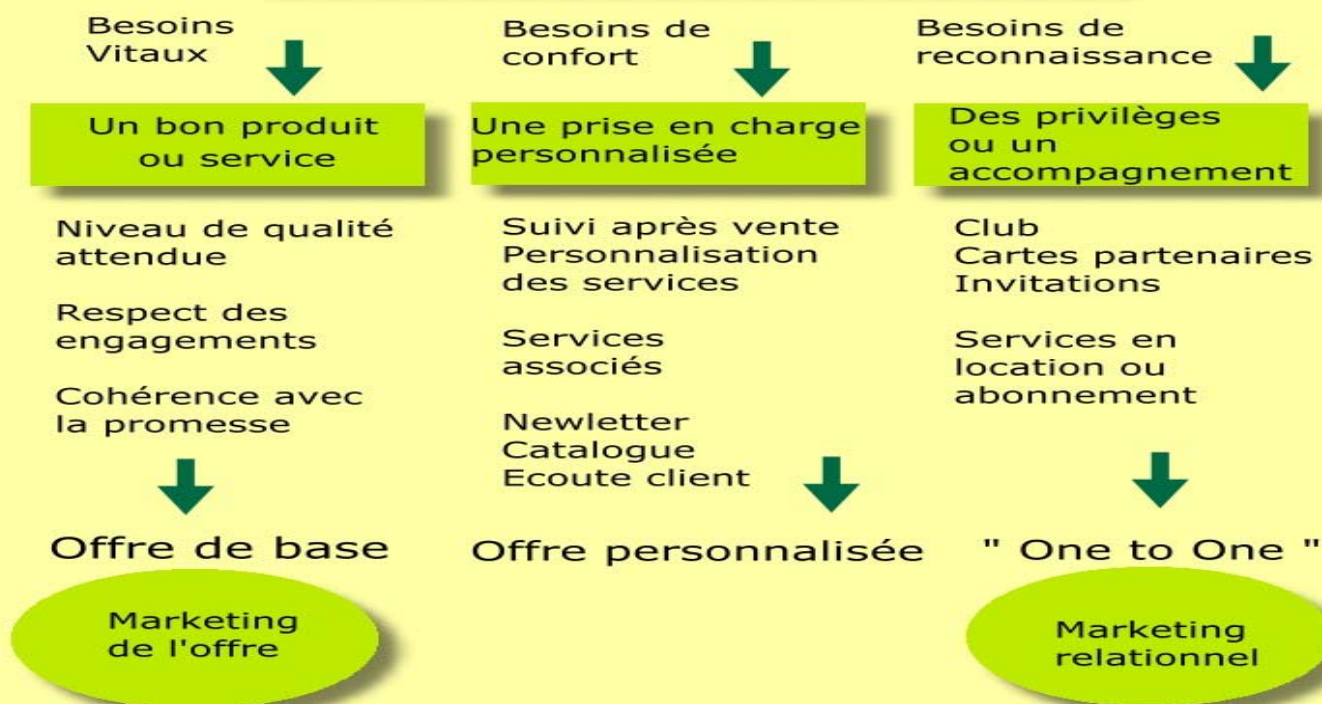 Besoins
Vitaux
Un bon produit
ou service
Niveau de qualité
attendue
Respect des
engagements
Cohérence avec
la promesse
Offre de base
Marketing
de l'offre
Besoins de
confort
Une prise en charge
personnalisée
Suivi après vente
Personnalisation
des services
Services
associés
Newletter
Catalogue
Ecoute client
Offre personnalisée
Besoins de
reconnaissance
Des privilèges
ou un
accompagnement
Club
Cartes partenaires
Invitations
Services en
location ou
abonnement
" One to One "
Marketing
relationnel